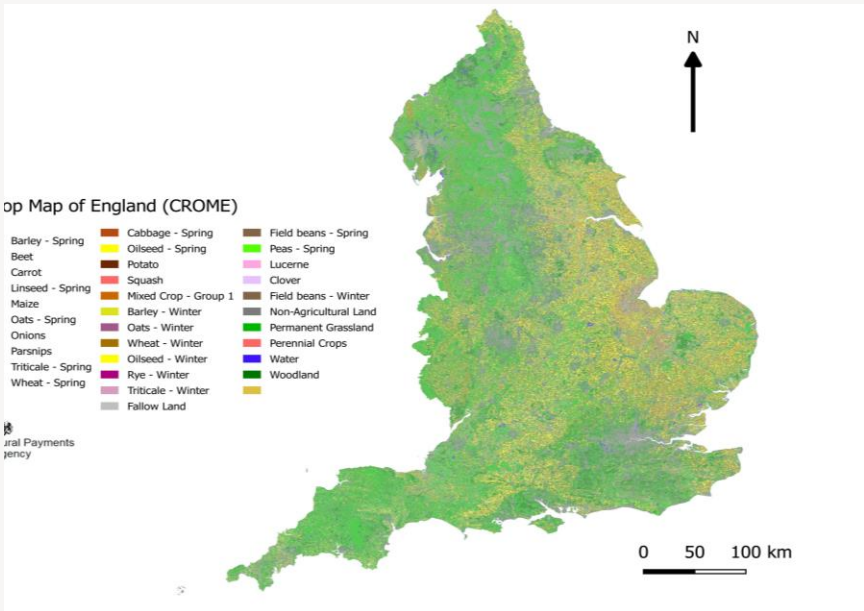 N
op Map of England (CROME)
Barley - Spring
Beet
Carrot
Linseed - Spring
Maize
Oats - Spring
Onions
Parsnips
Triticale - Spring
Wheat - Spring
Cabbage - Spring
Oilseed - Spring
Potato
Squash
Mixed Crop - Group 1
Barley - Winter
Oats - Winter
Wheat - Winter
Oilseed - Winter
Rye - Winter
Triticale - Winter
Fallow Land
Field beans - Spring
Peas - Spring
Lucerne
Clover
Field beans - Winter
Non-Agricultural Land
Permanent Grassland
Perennial Crops
Water
Woodland
ural Payments
gency
0 50 100 km